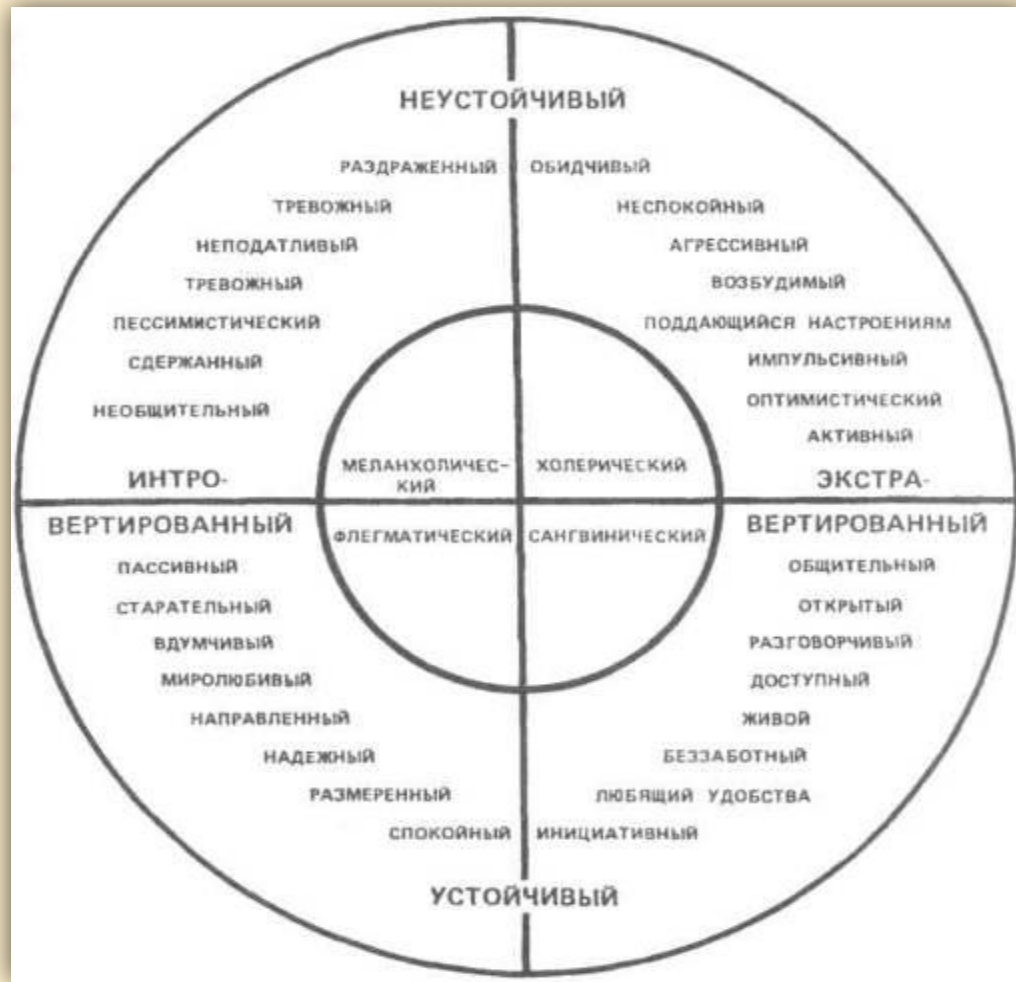 НЕУСТОЙЧИВЫЙ
РАЗДРАЖЕННЫЙ ОБИДЧИВЫЙ
ТРЕВОЖНЫЙ НЕСПОКОЙНЫЙ
НЕПОДАТЛИВЫЙ АГРЕССИВНЫЙ
ТРЕВОЖНЫЙ ВОЗБУДИМЫЙ
ПЕССИМИСТИЧЕСКИЙ ПОДДАЮЩИЙСЯ НАСТРОЕНИЯМ
СДЕРЖАННЫЙ ИМПУЛЬСИВНЫЙ
НЕОБЩИТЕЛЬНЫЙ ОПТИМИСТИЧЕСКИЙ
АКТИВНЫЙ
ИНТРО- МЕЛАНХОЛИЧЕС- ХОЛЕРИЧЕСКИЙ ЭКСТРА-
КИЙ
ВЕРТИРОВАННЫЙ ФЛЕГМАТИЧЕСКИЙ САНГВИНИЧЕСКИЙ ВЕРТИРОВАННЫЙ
ПАССИВНЫЙ ОБЩИТЕЛЬНЫЙ
СТАРАТЕЛЬНЫЙ ОТКРЫТЫЙ
ВДУМЧИВЫЙ РАЗГОВОРЧИВЫЙ
МИРОЛЮБИВЫЙ ДОСТУПНЫЙ
НАПРАВЛЕННЫЙ ЖИВОЙ
НАДЕЖНЫЙ БЕЗЗАБОТНЫЙ
РАЗМЕРЕННЫЙ ЛЮБЯЩИЙ УДОБСТВА
СПОКОЙНЫЙ ИНИЦИАТИВНЫЙ
УСТОЙЧИВЫЙ